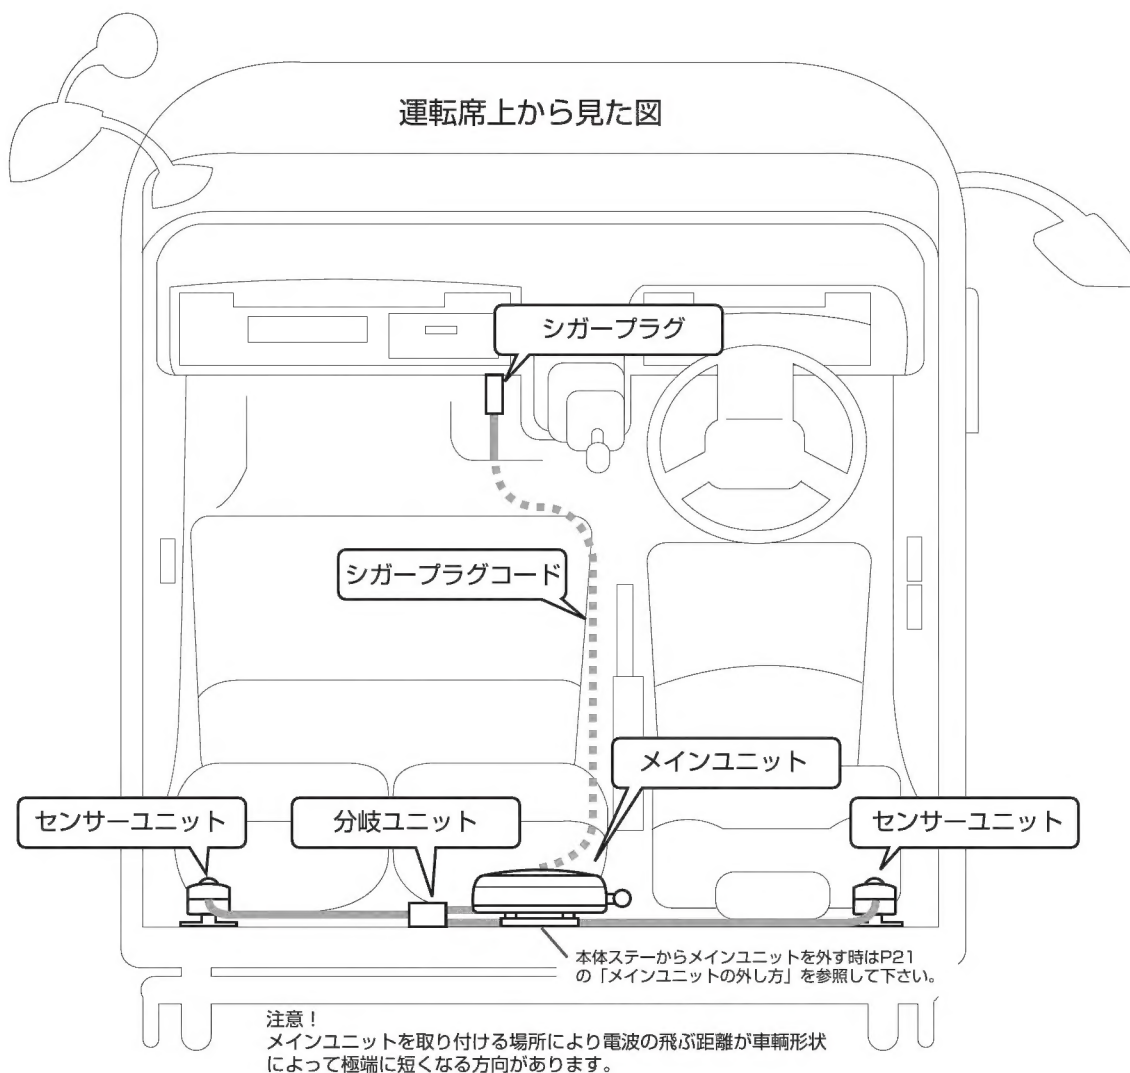 運転席上から見た図
シガープラグ
シガープラグコード
メインユニット
センサーユニット
分岐ユニット
センサーユニット
本体ステーからメインユニットを外す時はP21
の「メインユニットの外し方」を参照して下さい。
注意！
メインユニットを取り付ける場所により電波の飛ぶ距離が車輌形状
によって極端に短くなる方向があります。